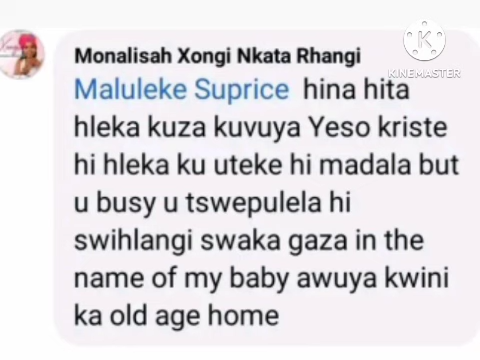 Monalisah Xongi Nkata Rhangi
Maluleke Suprice hina hita
hleka kuza kuvuya Yeso kriste
hi hleka ku uteke hi madala but
u busy u tswepulela hi
swihlangi swaka gaza in the
name of my baby awuya kwini
ka old age home
K
KINEMASTER